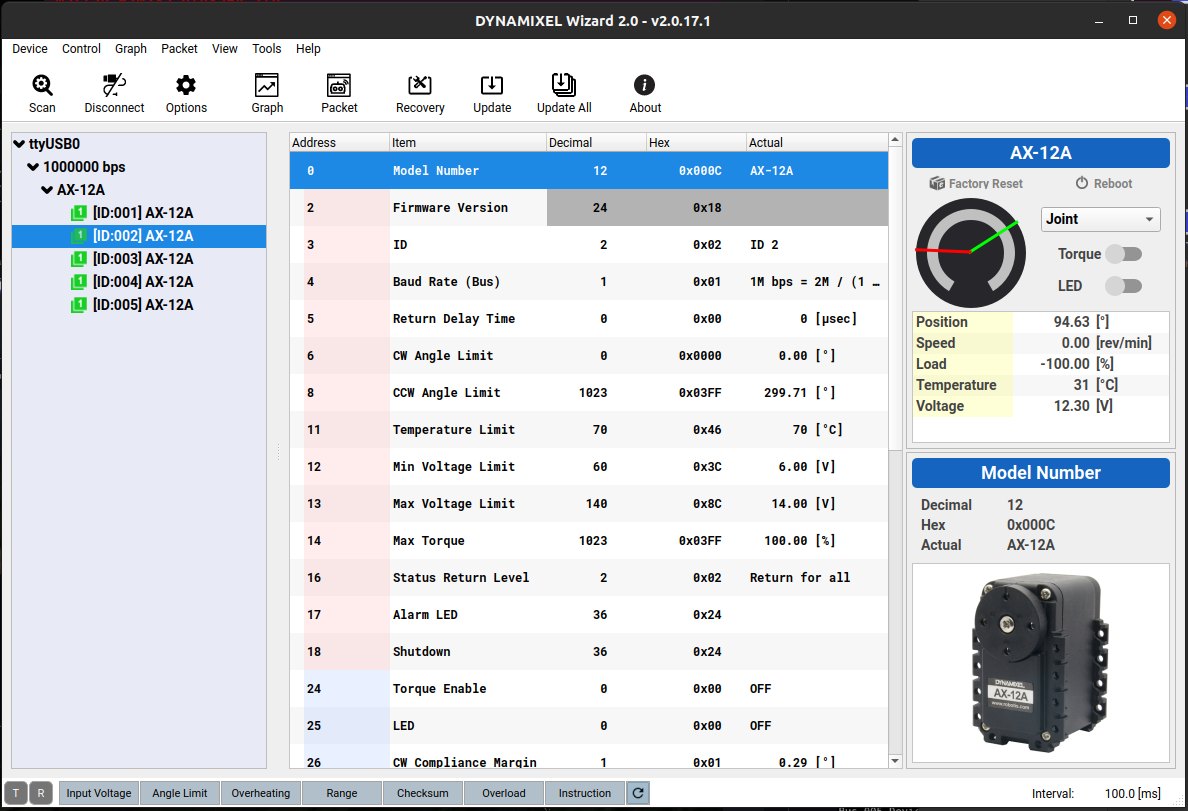 DYNAMIXEL Wizard 2.0 - v2.0.17.1
Device Control Graph Packet View Tools Help
Scan Disconnect Options Graph Packet Recovery Update Update All About
ttyUSB0
1000000 bps
AX-12A
1 [ID:001] AX-12A
1 [ID:002] AX-12A
1 [ID:003] AX-12A
1 [ID:004] AX-12A
1 [ID:005] AX-12A
Address Item Decimal Hex Actual
0 Model Number 12 0x000C AX-12A
2 Firmware Version 24 0x18
3 ID 2 0x02 ID 2
4 Baud Rate (Bus) 1 0x01 1M bps = 2M / (1 …
5 Return Delay Time 0 0x00 0 [μsec]
6 CW Angle Limit 0 0x0000 0.00 [°]
8 CCW Angle Limit 1023 0x03FF 299.71 [°]
11 Temperature Limit 70 0x46 70 [°C]
12 Min Voltage Limit 60 0x3C 6.00 [V]
13 Max Voltage Limit 140 0x8C 14.00 [V]
14 Max Torque 1023 0x03FF 100.00 [%]
16 Status Return Level 2 0x02 Return for all
17 Alarm LED 36 0x24
18 Shutdown 36 0x24
24 Torque Enable 0 0x00 OFF
25 LED 0 0x00 OFF
26 CW Compliance Margin 1 0x01 0.29 [°]
AX-12A
Factory Reset Reboot
Joint
Torque
LED
Position 94.63 [°]
Speed 0.00 [rev/min]
Load -100.00 [%]
Temperature 31 [°C]
Voltage 12.30 [V]
Model Number
Decimal 12
Hex 0x000C
Actual AX-12A
DYNAMIXEL
AX-12A
www.robotis.com
T R Input Voltage Angle Limit Overheating Range Checksum Overload Instruction Interval: 100.0 [ms]